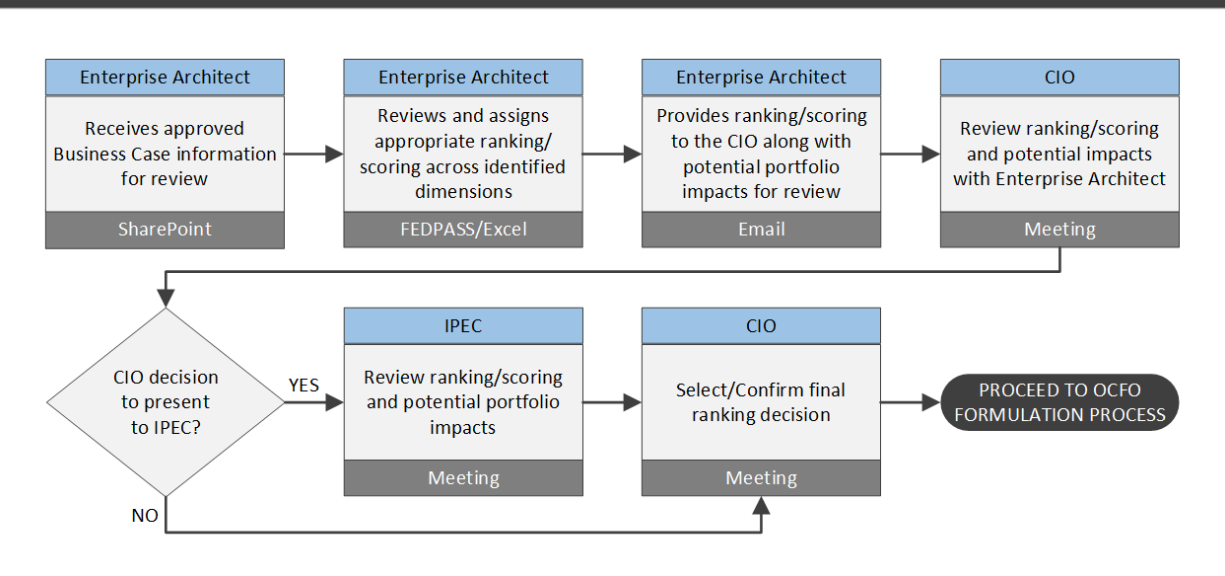 Enterprise Architect
Receives approved
Business Case information
for review
SharePoint
Enterprise Architect
Reviews and assigns
appropriate ranking/
scoring across identified
dimensions
FEDPASS/Excel
Enterprise Architect
Provides ranking/scoring
to the CIO along with
potential portfolio
impacts for review
Email
CIO
Review ranking/scoring
and potential impacts
with Enterprise Architect
Meeting
CIO decision
to present
to IPEC?
YES
NO
IPEC
Review ranking/scoring
and potential portfolio
impacts
Meeting
CIO
Select/Confirm final
ranking decision
Meeting
PROCEED TO OCFO
FORMULATION PROCESS